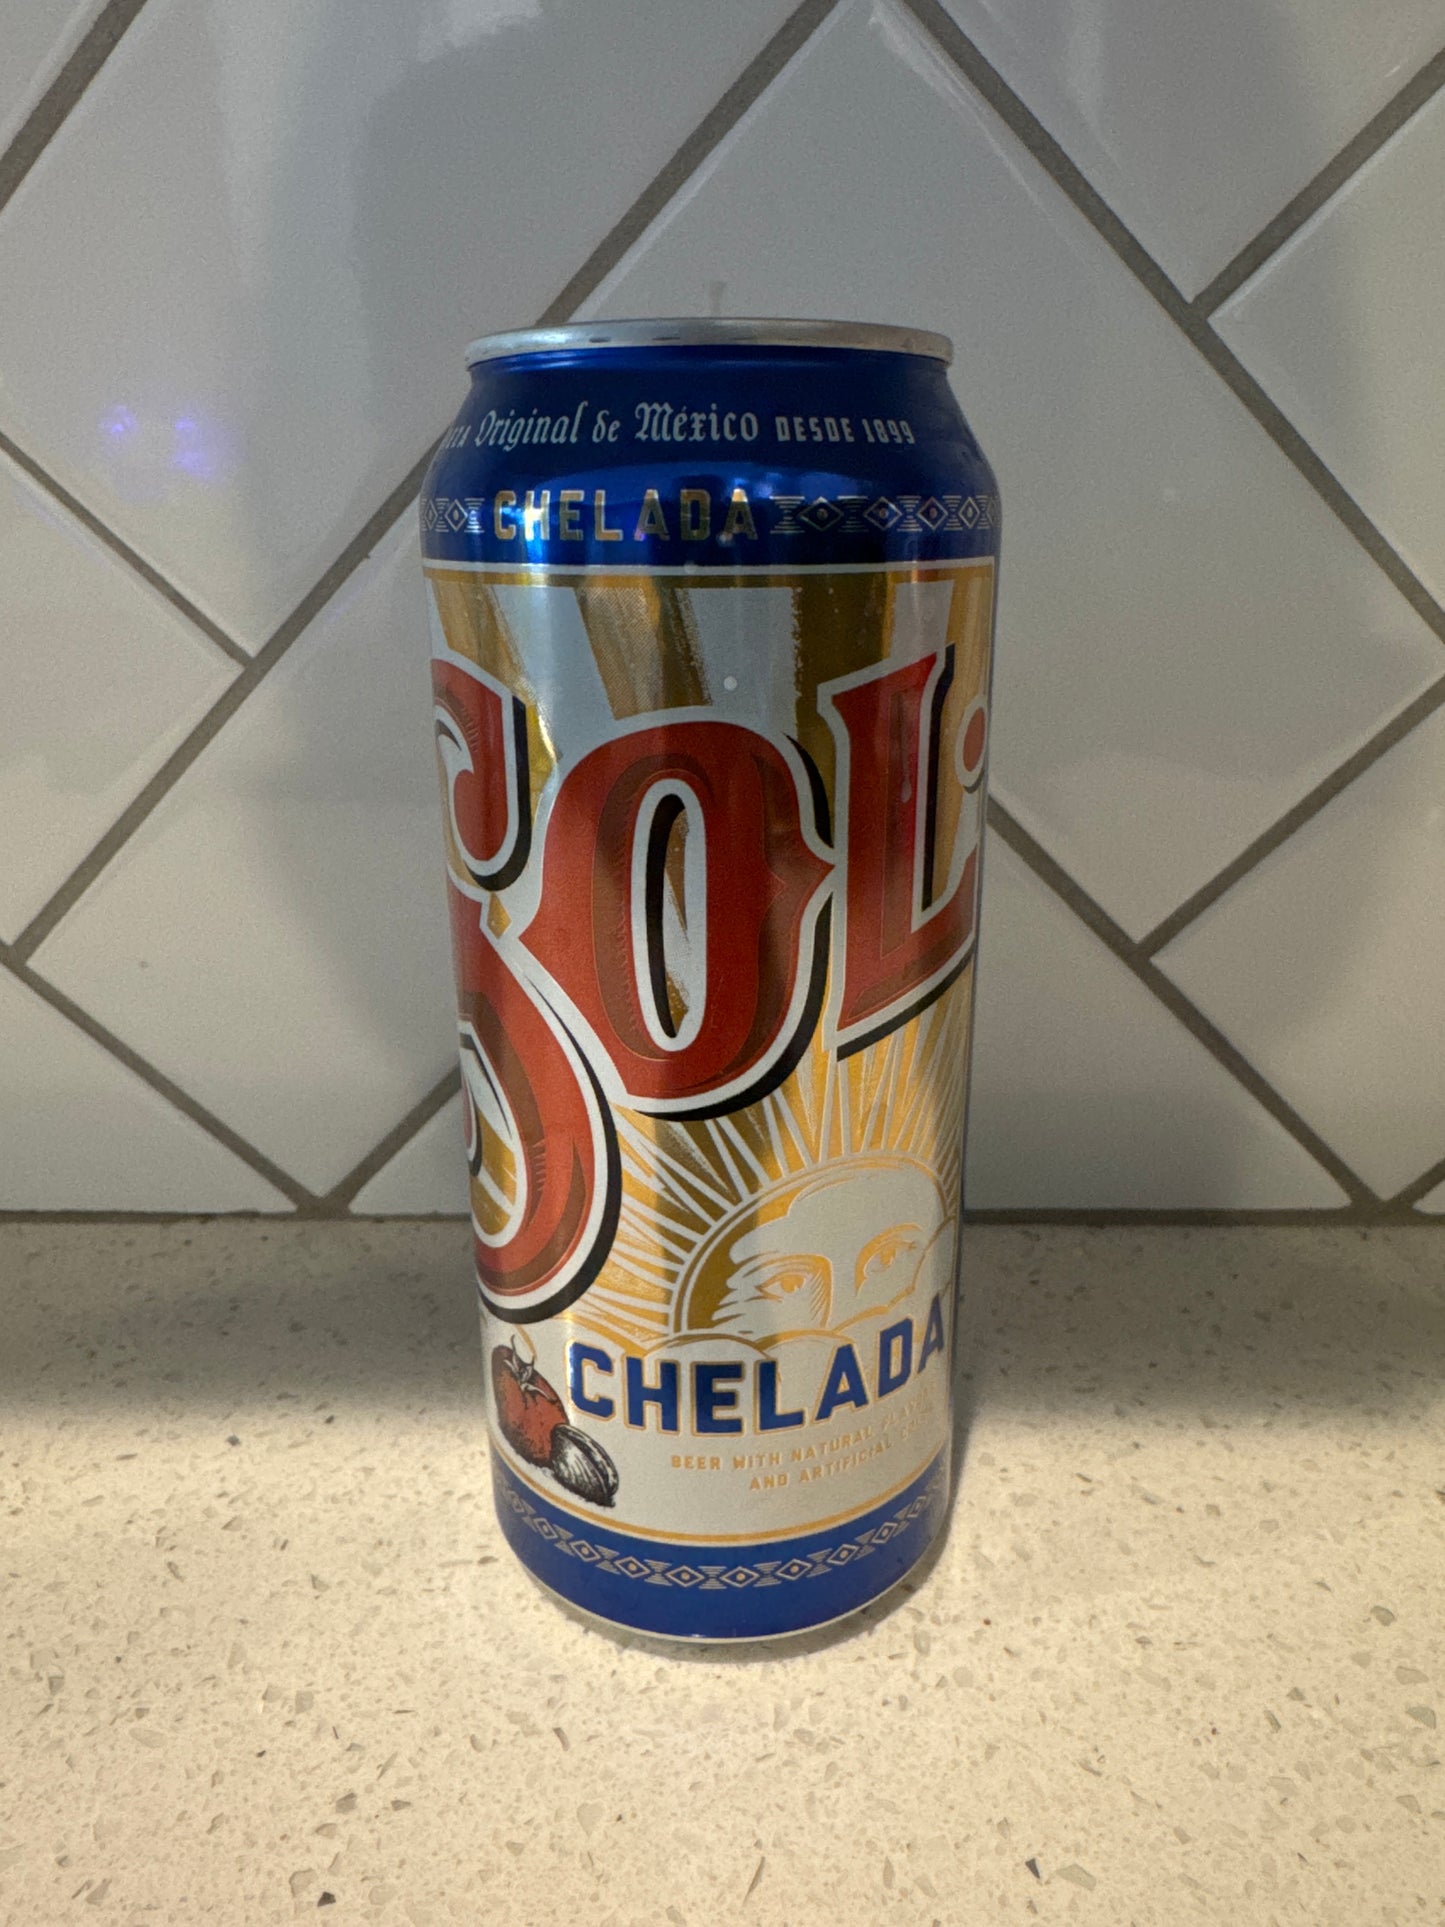 Original de México DESDE 1899
CHELADA
SOL
CHELADA
BEER WITH NATURAL
AND ARTIFICIAL